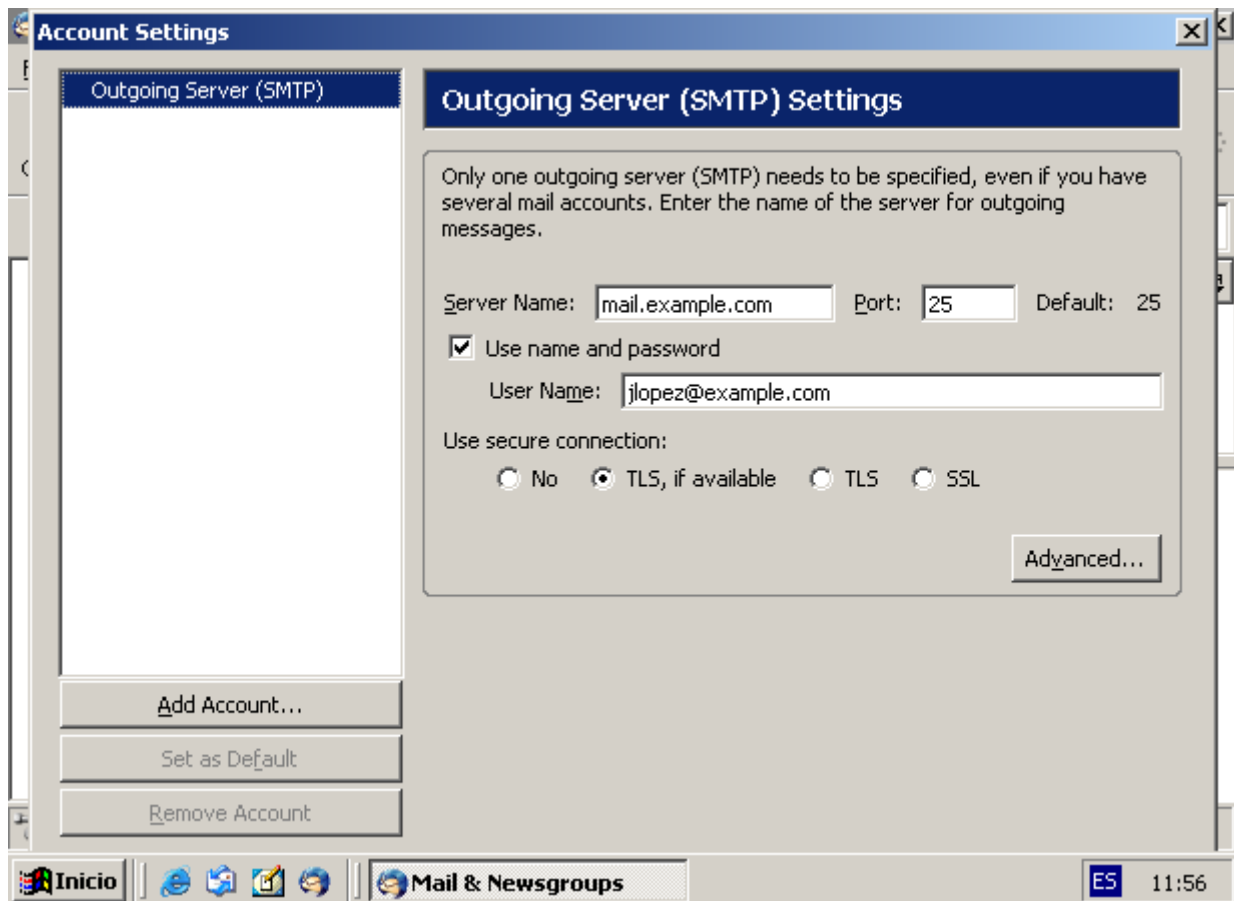 Account Settings
Outgoing Server (SMTP)
Outgoing Server (SMTP) Settings
Only one outgoing server (SMTP) needs to be specified, even if you have
several mail accounts. Enter the name of the server for outgoing
messages.
Server Name: mail.example.com Port: 25 Default: 25
Use name and password
User Name: jlopez@example.com
Use secure connection:
No TLS, if available TLS SSL
Advanced...
Add Account...
Set as Default
Remove Account
Inicio Mail & Newsgroups ES 11:56